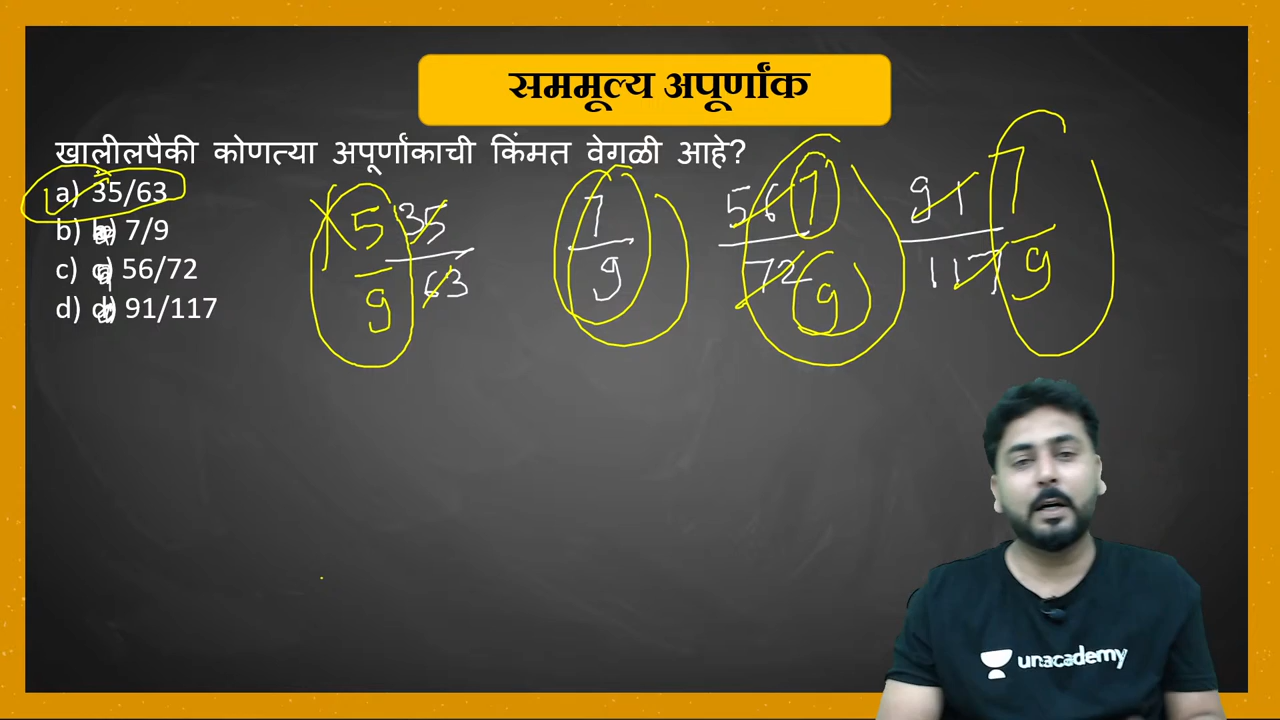 सममूल्य अपूर्णांक
खालीलपैकी कोणत्या अपूर्णांकाची किंमत वेगळी आहे?
a) 35/63
b) 7/9
c) 56/72
d) 91/117
5/9 35/63
7/9
56/72 7/9
91/117 7/9
unacademy